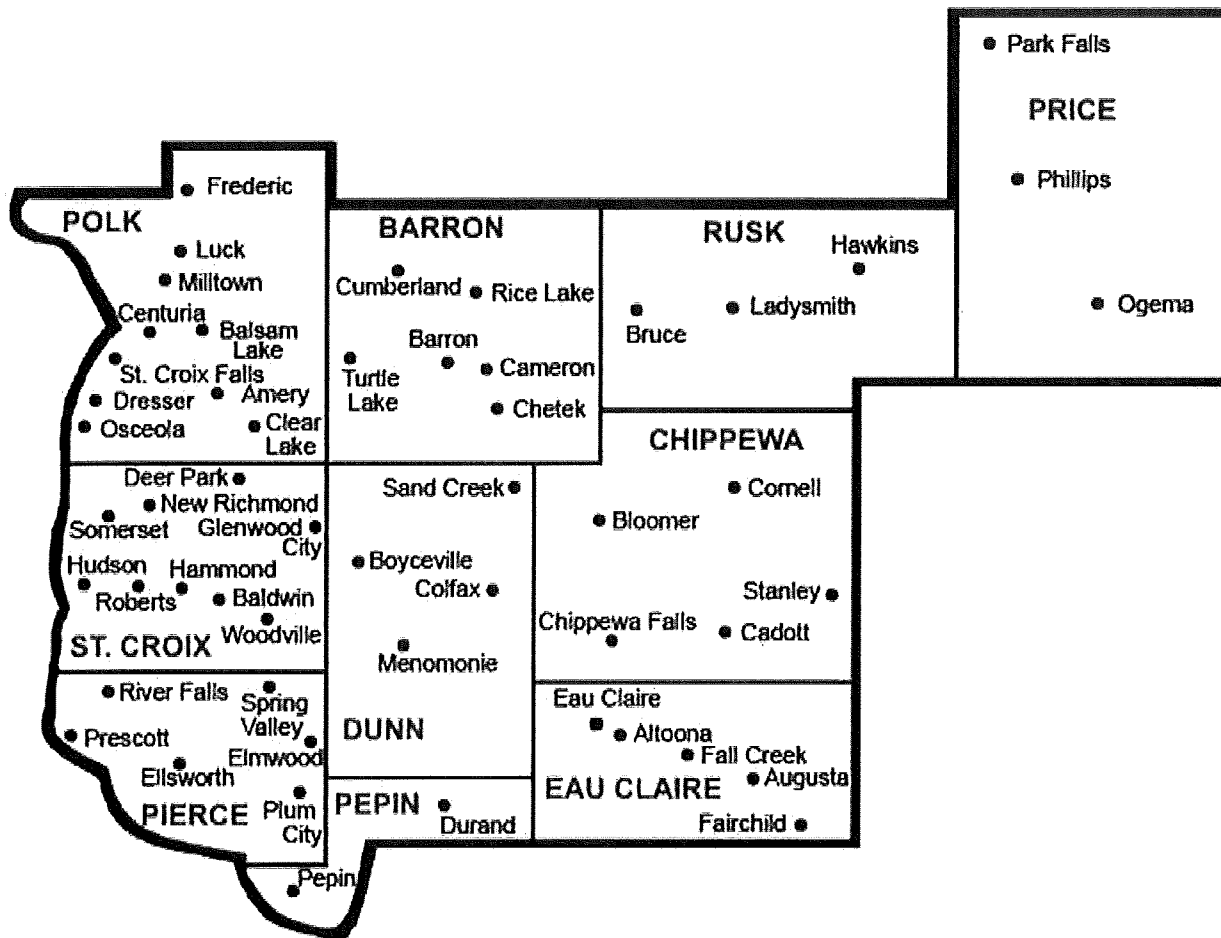 Park Falls
PRICE
Phillips
Ogema
Frederic
POLK
Luck
Milltown
Centuria
Balsam
Lake
St. Croix Falls
Dresser
Amery
Osceola
Clear
Lake
BARRON
Cumberland
Rice Lake
Barron
Turtle
Lake
Cameron
Chetek
RUSK
Hawkins
Bruce
Ladysmith
CHIPPEWA
Cornell
Bloomer
Stanley
Chippewa Falls
Cadott
Deer Park
New Richmond
Somerset
Glenwood
City
Hudson
Hammond
Roberts
Baldwin
Woodville
ST. CROIX
Sand Creek
Boyceville
Colfax
Menomonie
DUNN
River Falls
Spring
Valley
Prescott
Elmwood
Ellsworth
PIERCE
Plum
City
PEPIN
Durand
Pepin
Eau Claire
Altoona
Fall Creek
Augusta
EAU CLAIRE
Fairchild